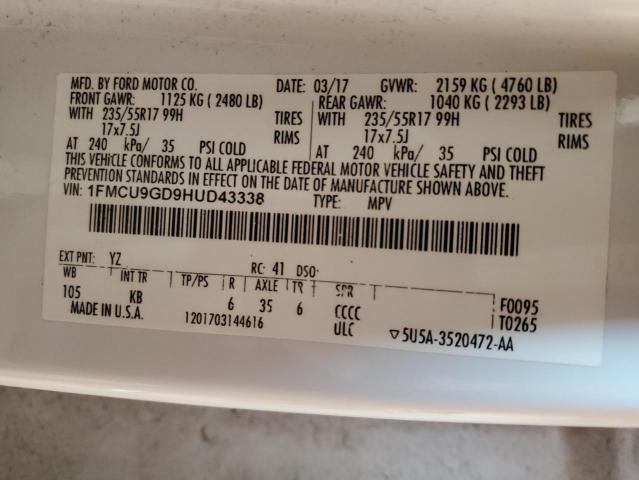 MFD. BY FORD MOTOR CO. DATE: 03/17 GVWR: 2159 KG ( 4760 LB)
FRONT GAWR: 1125 KG ( 2480 LB) REAR GAWR: 1040 KG ( 2293 LB)
WITH 235/55R17 99H TIRES WITH 235/55R17 99H TIRES
17x7.5J RIMS 17x7.5J RIMS
AT 240 kPa/ 35 PSI COLD AT 240 kPa/ 35 PSI COLD
THIS VEHICLE CONFORMS TO ALL APPLICABLE FEDERAL MOTOR VEHICLE SAFETY AND THEFT
PREVENTION STANDARDS IN EFFECT ON THE DATE OF MANUFACTURE SHOWN ABOVE.
VIN: 1FMCU9GD9HUD43338 TYPE: MPV
EXT PNT: YZ RC: 41 DSO:
WB INT TR TP/PS R AXLE TR SPR
105 KB 6 35 6 CCCC F0095
MADE IN U.S.A. 1201703144616 ULC ▽5U5A-3520472-AA T0265